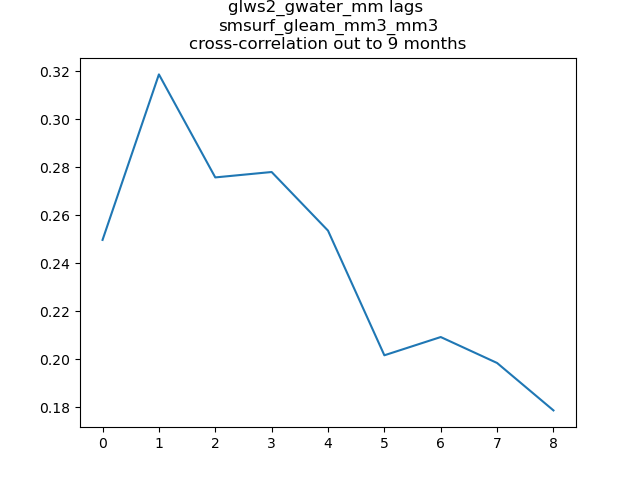 glws2_gwater_mm lags
smsurf_gleam_mm3_mm3
cross-correlation out to 9 months
0.32
0.30
0.28
0.26
0.24
0.22
0.20
0.18
0 1 2 3 4 5 6 7 8